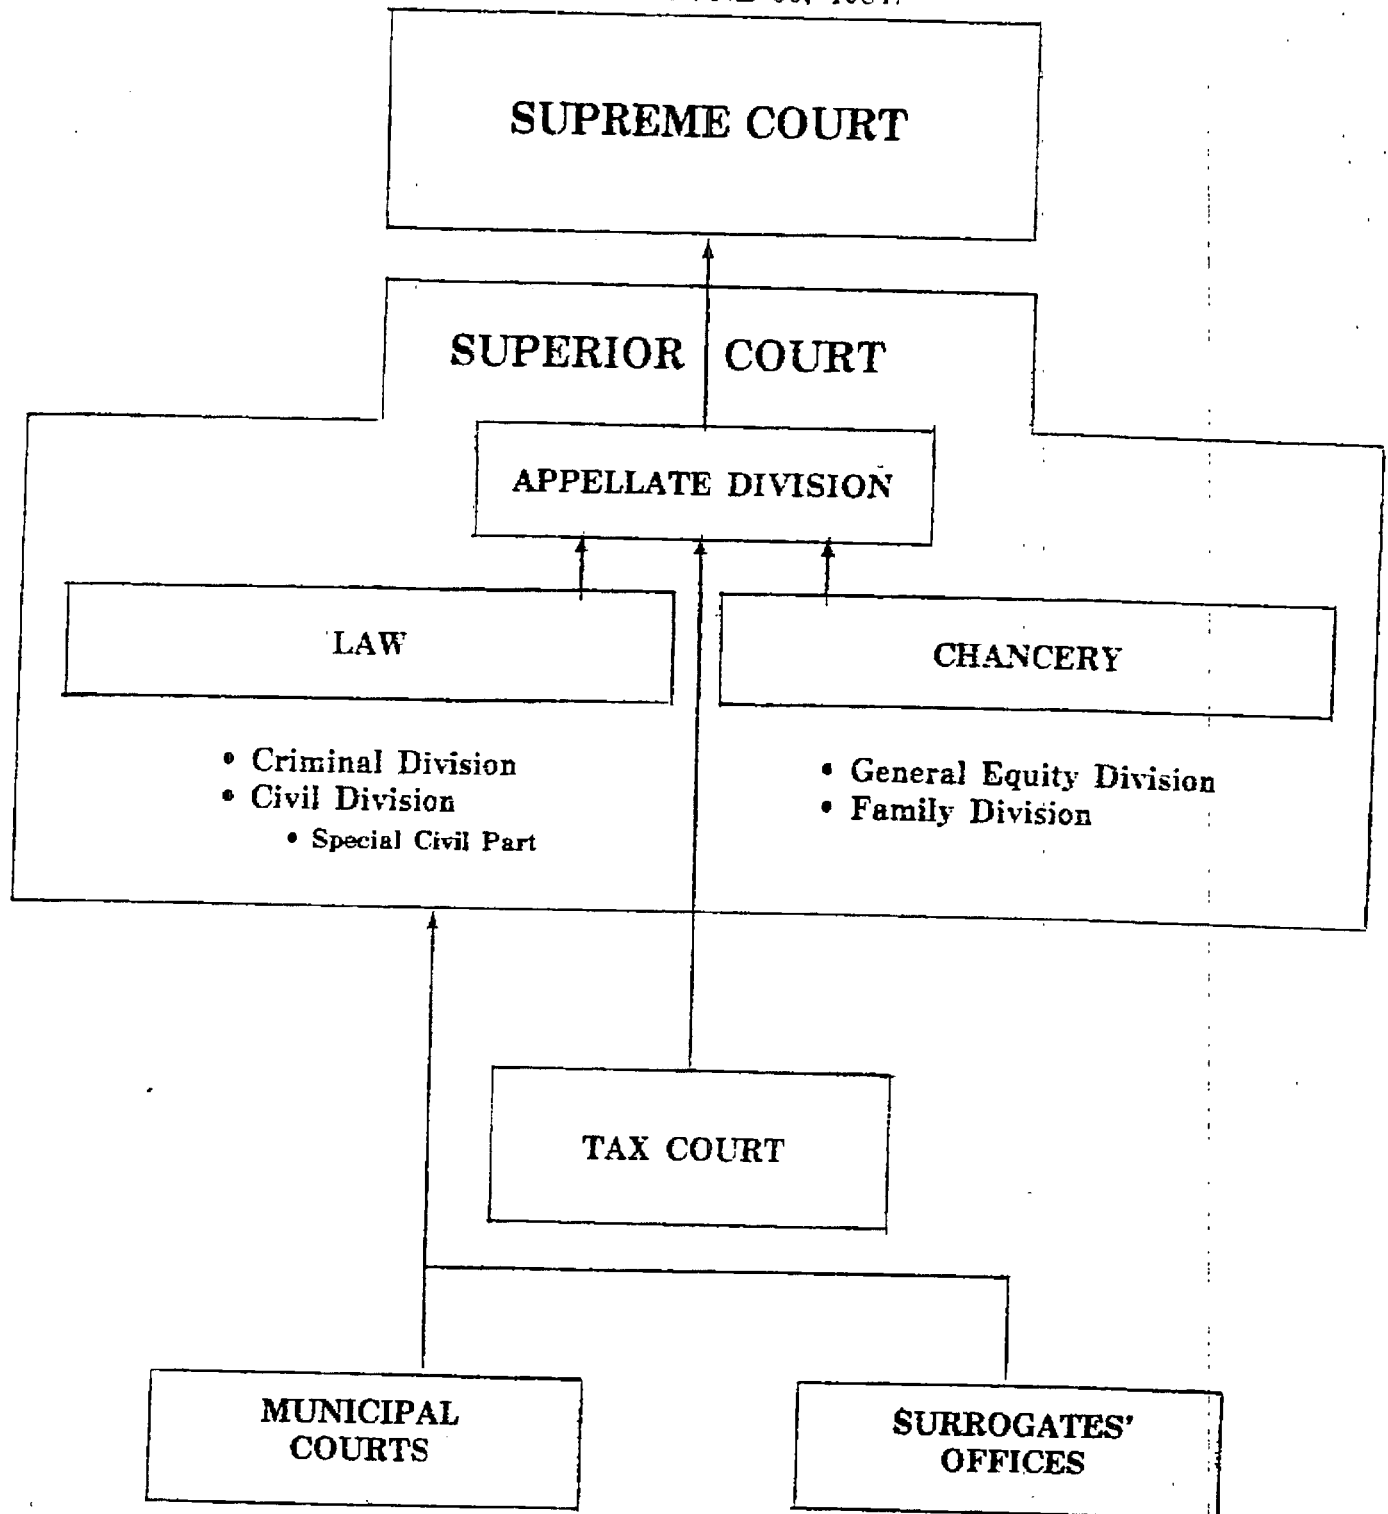 SUPREME COURT
SUPERIOR COURT
APPELLATE DIVISION
LAW
CHANCERY
• Criminal Division
• Civil Division
• Special Civil Part
• General Equity Division
• Family Division
TAX COURT
MUNICIPAL
COURTS
SURROGATES'
OFFICES